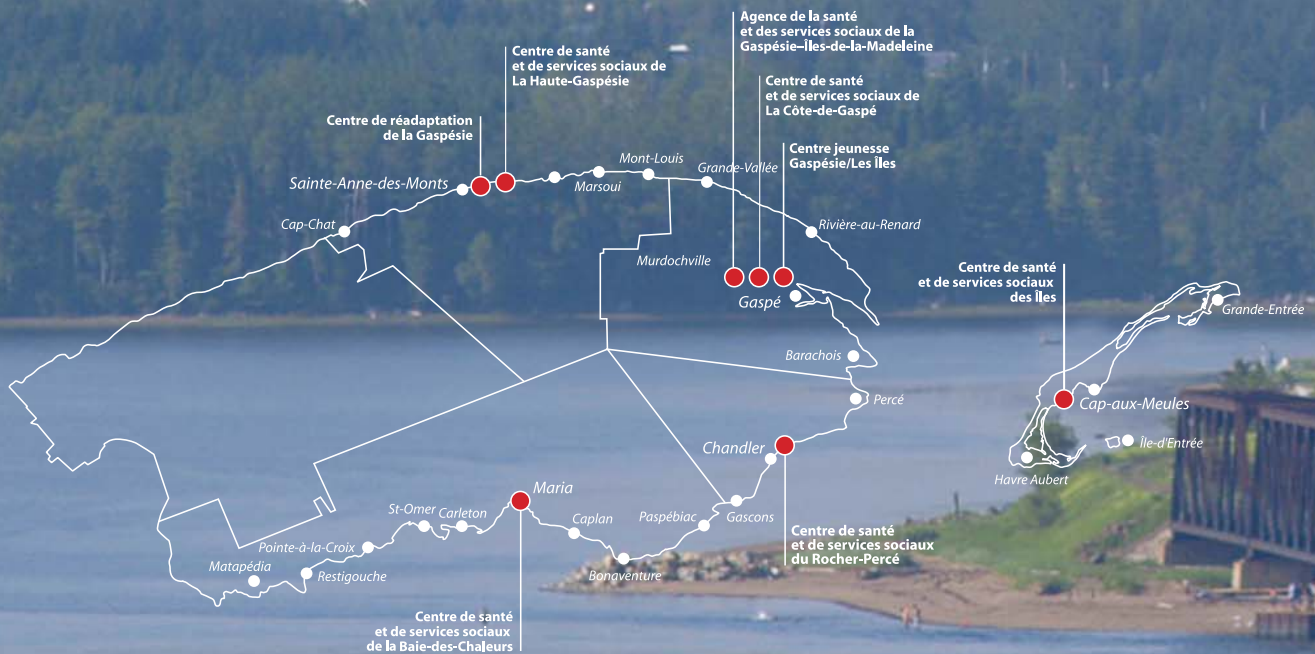 Agence de la santé
et des services sociaux de la
Gaspésie–Îles-de-la-Madeleine
Centre de santé
et de services sociaux de
La Haute-Gaspésie
Centre de santé
et de services sociaux de
La Côte-de-Gaspé
Centre de réadaptation
de la Gaspésie
Centre jeunesse
Gaspésie/Les Îles
Mont-Louis
Grande-Vallée
Sainte-Anne-des-Monts
Marsoui
Cap-Chat
Rivière-au-Renard
Murdochville
Gaspé
Centre de santé
et de services sociaux
des Îles
Grande-Entrée
Barachois
Percé
Cap-aux-Meules
Île-d'Entrée
Havre Aubert
Chandler
Maria
St-Omer
Carleton
Caplan
Paspébiac
Gascons
Pointe-à-la-Croix
Matapédia
Restigouche
Bonaventure
Centre de santé
et de services sociaux
du Rocher-Percé
Centre de santé
et de services sociaux
de la Baie-des-Chaleurs